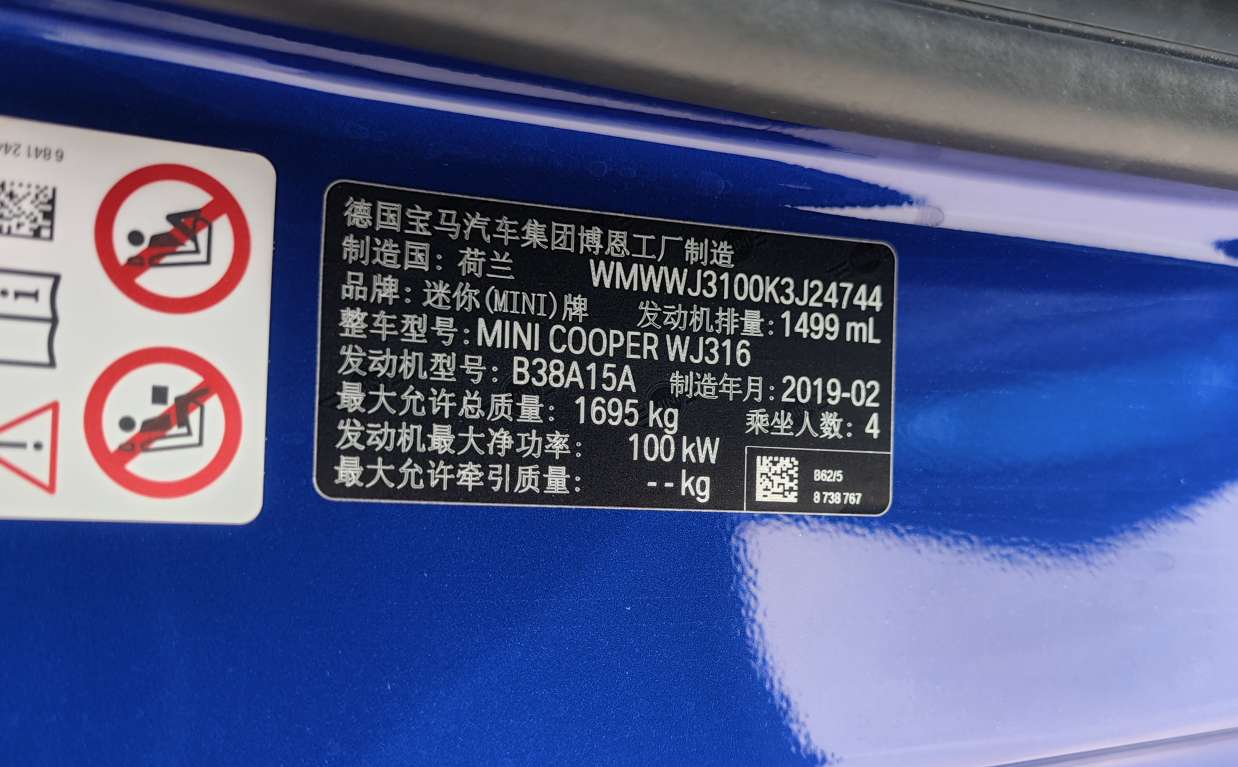 德国宝马汽车集团博恩工厂制造
制造国：荷兰 WMWWJ3100K3J24744
品牌：迷你(MINI)牌 发动机排量：1499 mL
整车型号：MINI COOPER WJ316
发动机型号：B38A15A 制造年月：2019-02
最大允许总质量：1695 kg 乘坐人数：4
发动机最大净功率：100 kW
最大允许牵引质量：--kg
B62/5
8 738 767
6 841 24